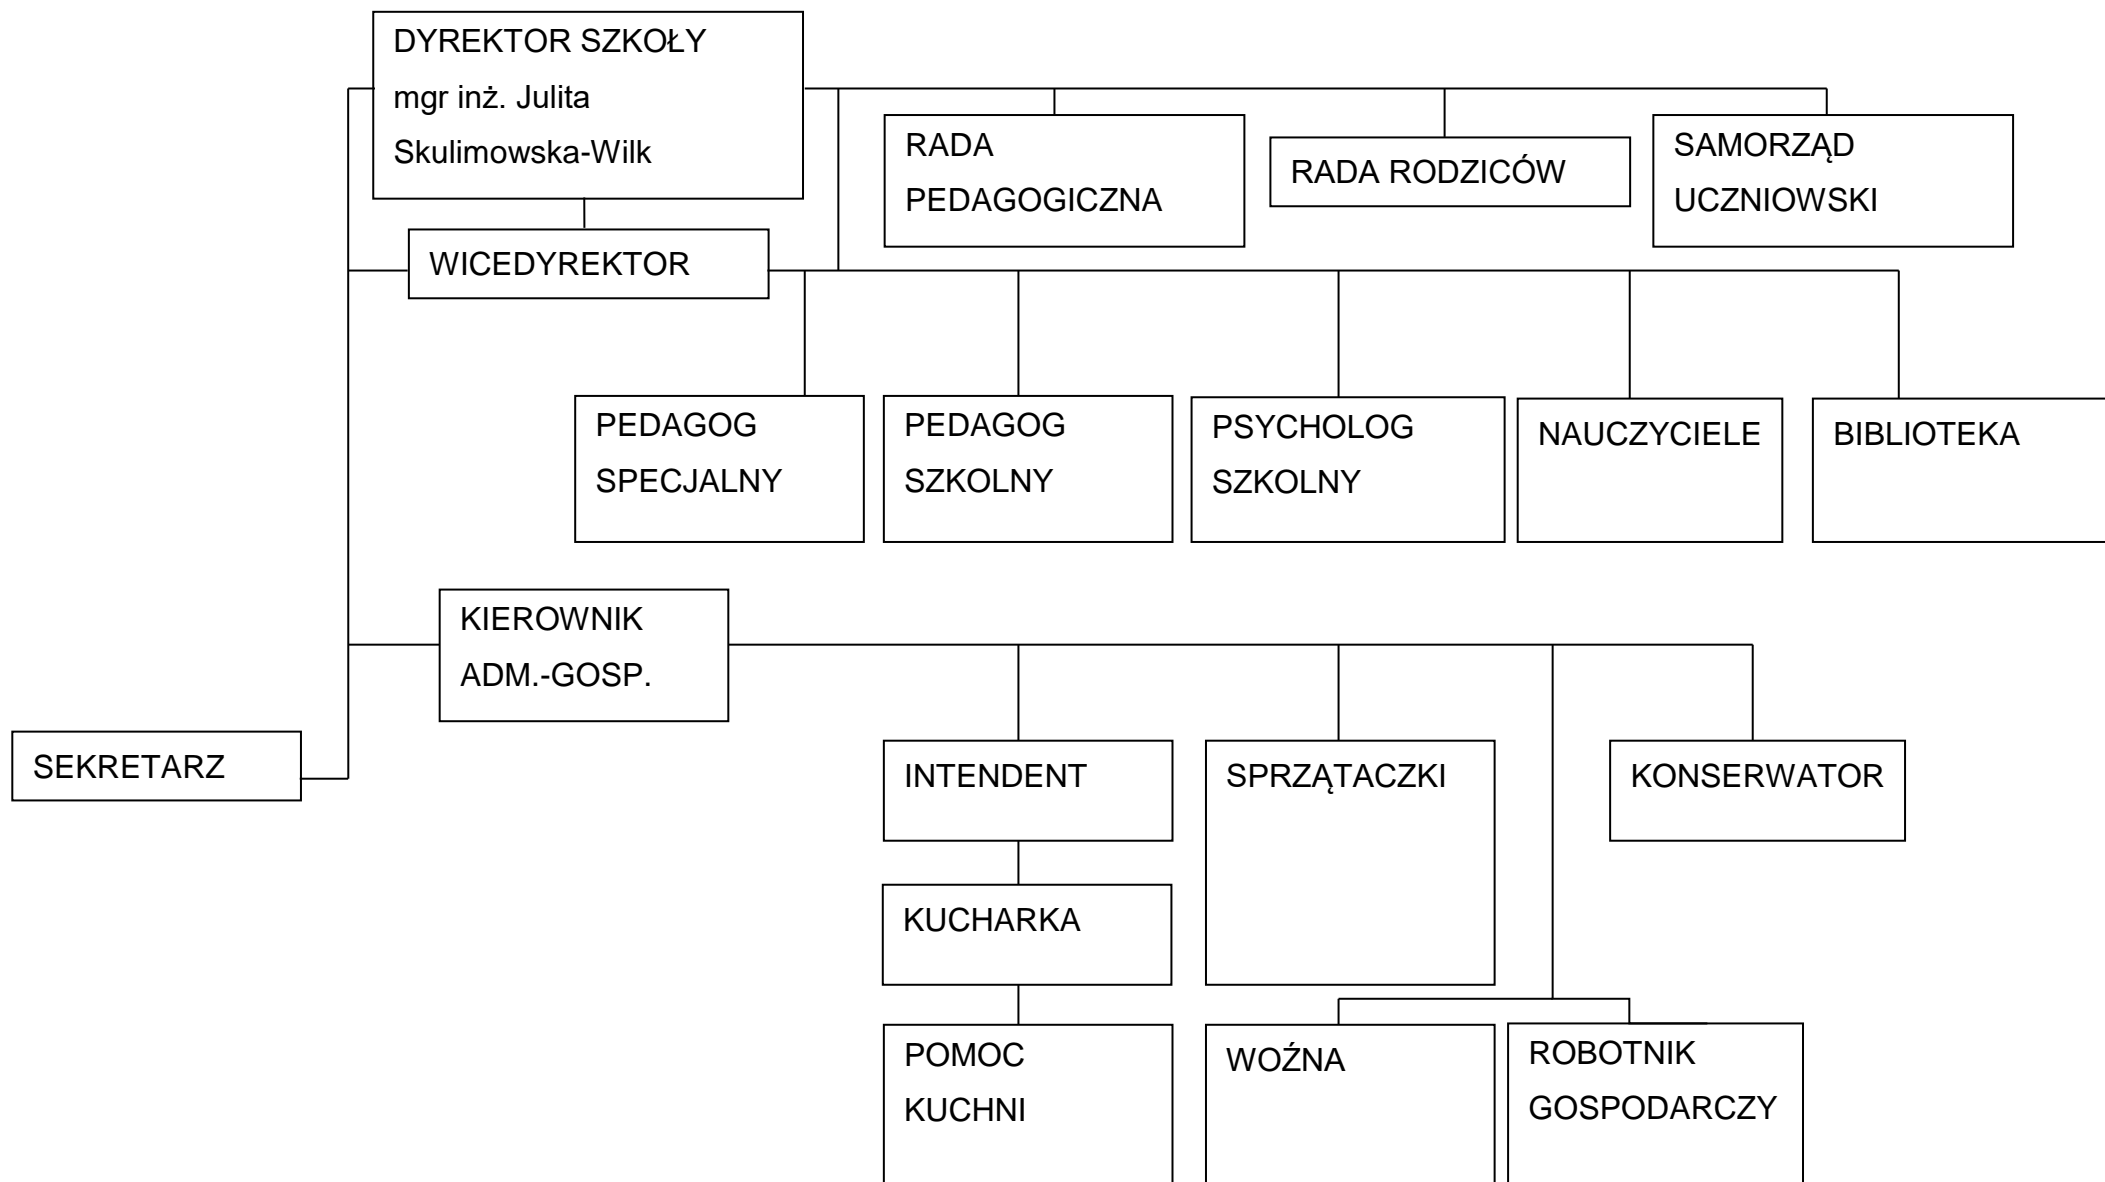 DYREKTOR SZKOŁY
mgr inż. Julita
Skulimowska-Wilk
RADA
PEDAGOGICZNA
RADA RODZICÓW
SAMORZĄD
UCZNIOWSKI
WICEDYREKTOR
PEDAGOG
SPECJALNY
PEDAGOG
SZKOLNY
PSYCHOLOG
SZKOLNY
NAUCZYCIELE
BIBLIOTEKA
KIEROWNIK
ADM.-GOSP.
SEKRETARZ
INTENDENT
SPRZĄTACZKI
KONSERWATOR
KUCHARKA
POMOC
KUCHNI
WOŹNA
ROBOTNIK
GOSPODARCZY